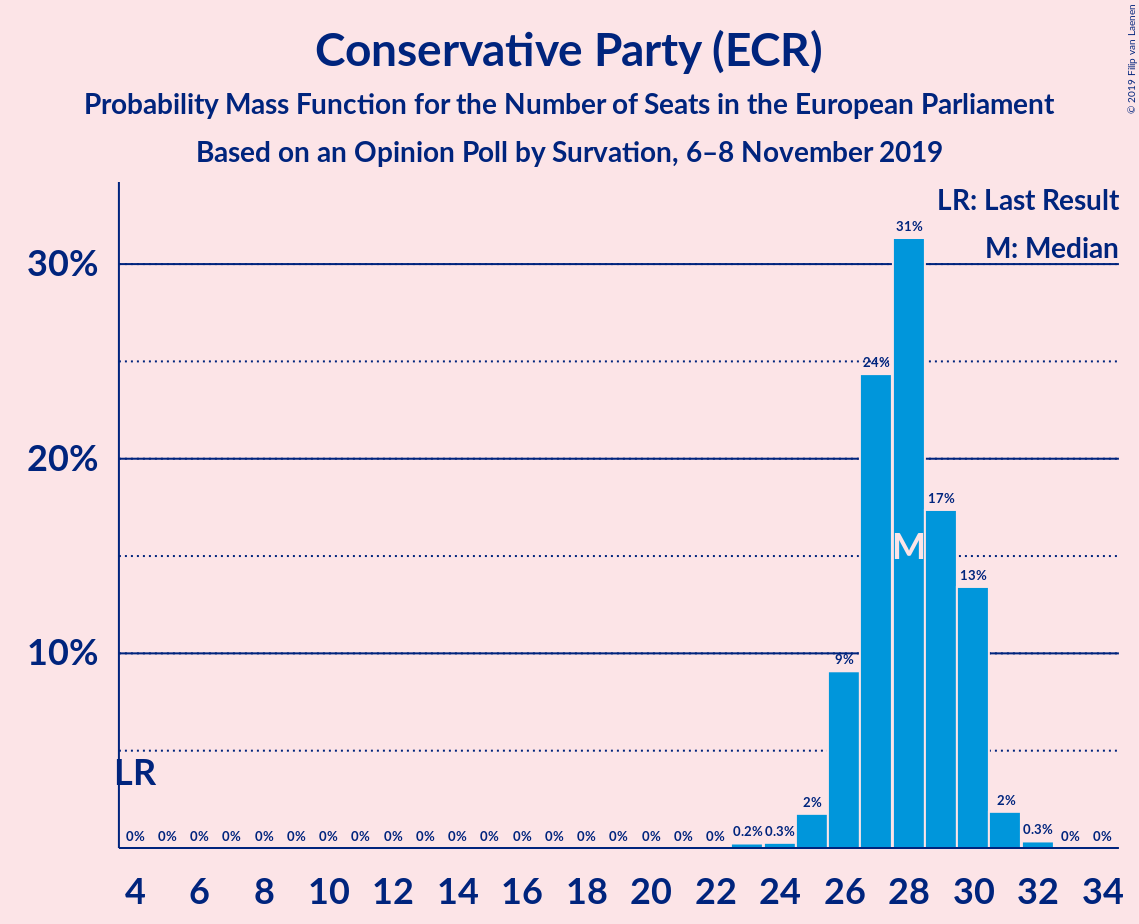 Conservative Party (ECR)
Probability Mass Function for the Number of Seats in the European Parliament
Based on an Opinion Poll by Survation, 6–8 November 2019
© 2019 Filip van Laenen
LR: Last Result
M: Median
30%
20%
10%
31%
24%
17%
13%
9%
2%
2%
M
LR
0% 0% 0% 0% 0% 0% 0% 0% 0% 0% 0% 0% 0% 0% 0% 0% 0% 0% 0% 0.2% 0.3% 0.3% 0% 0%
4 6 8 10 12 14 16 18 20 22 24 26 28 30 32 34